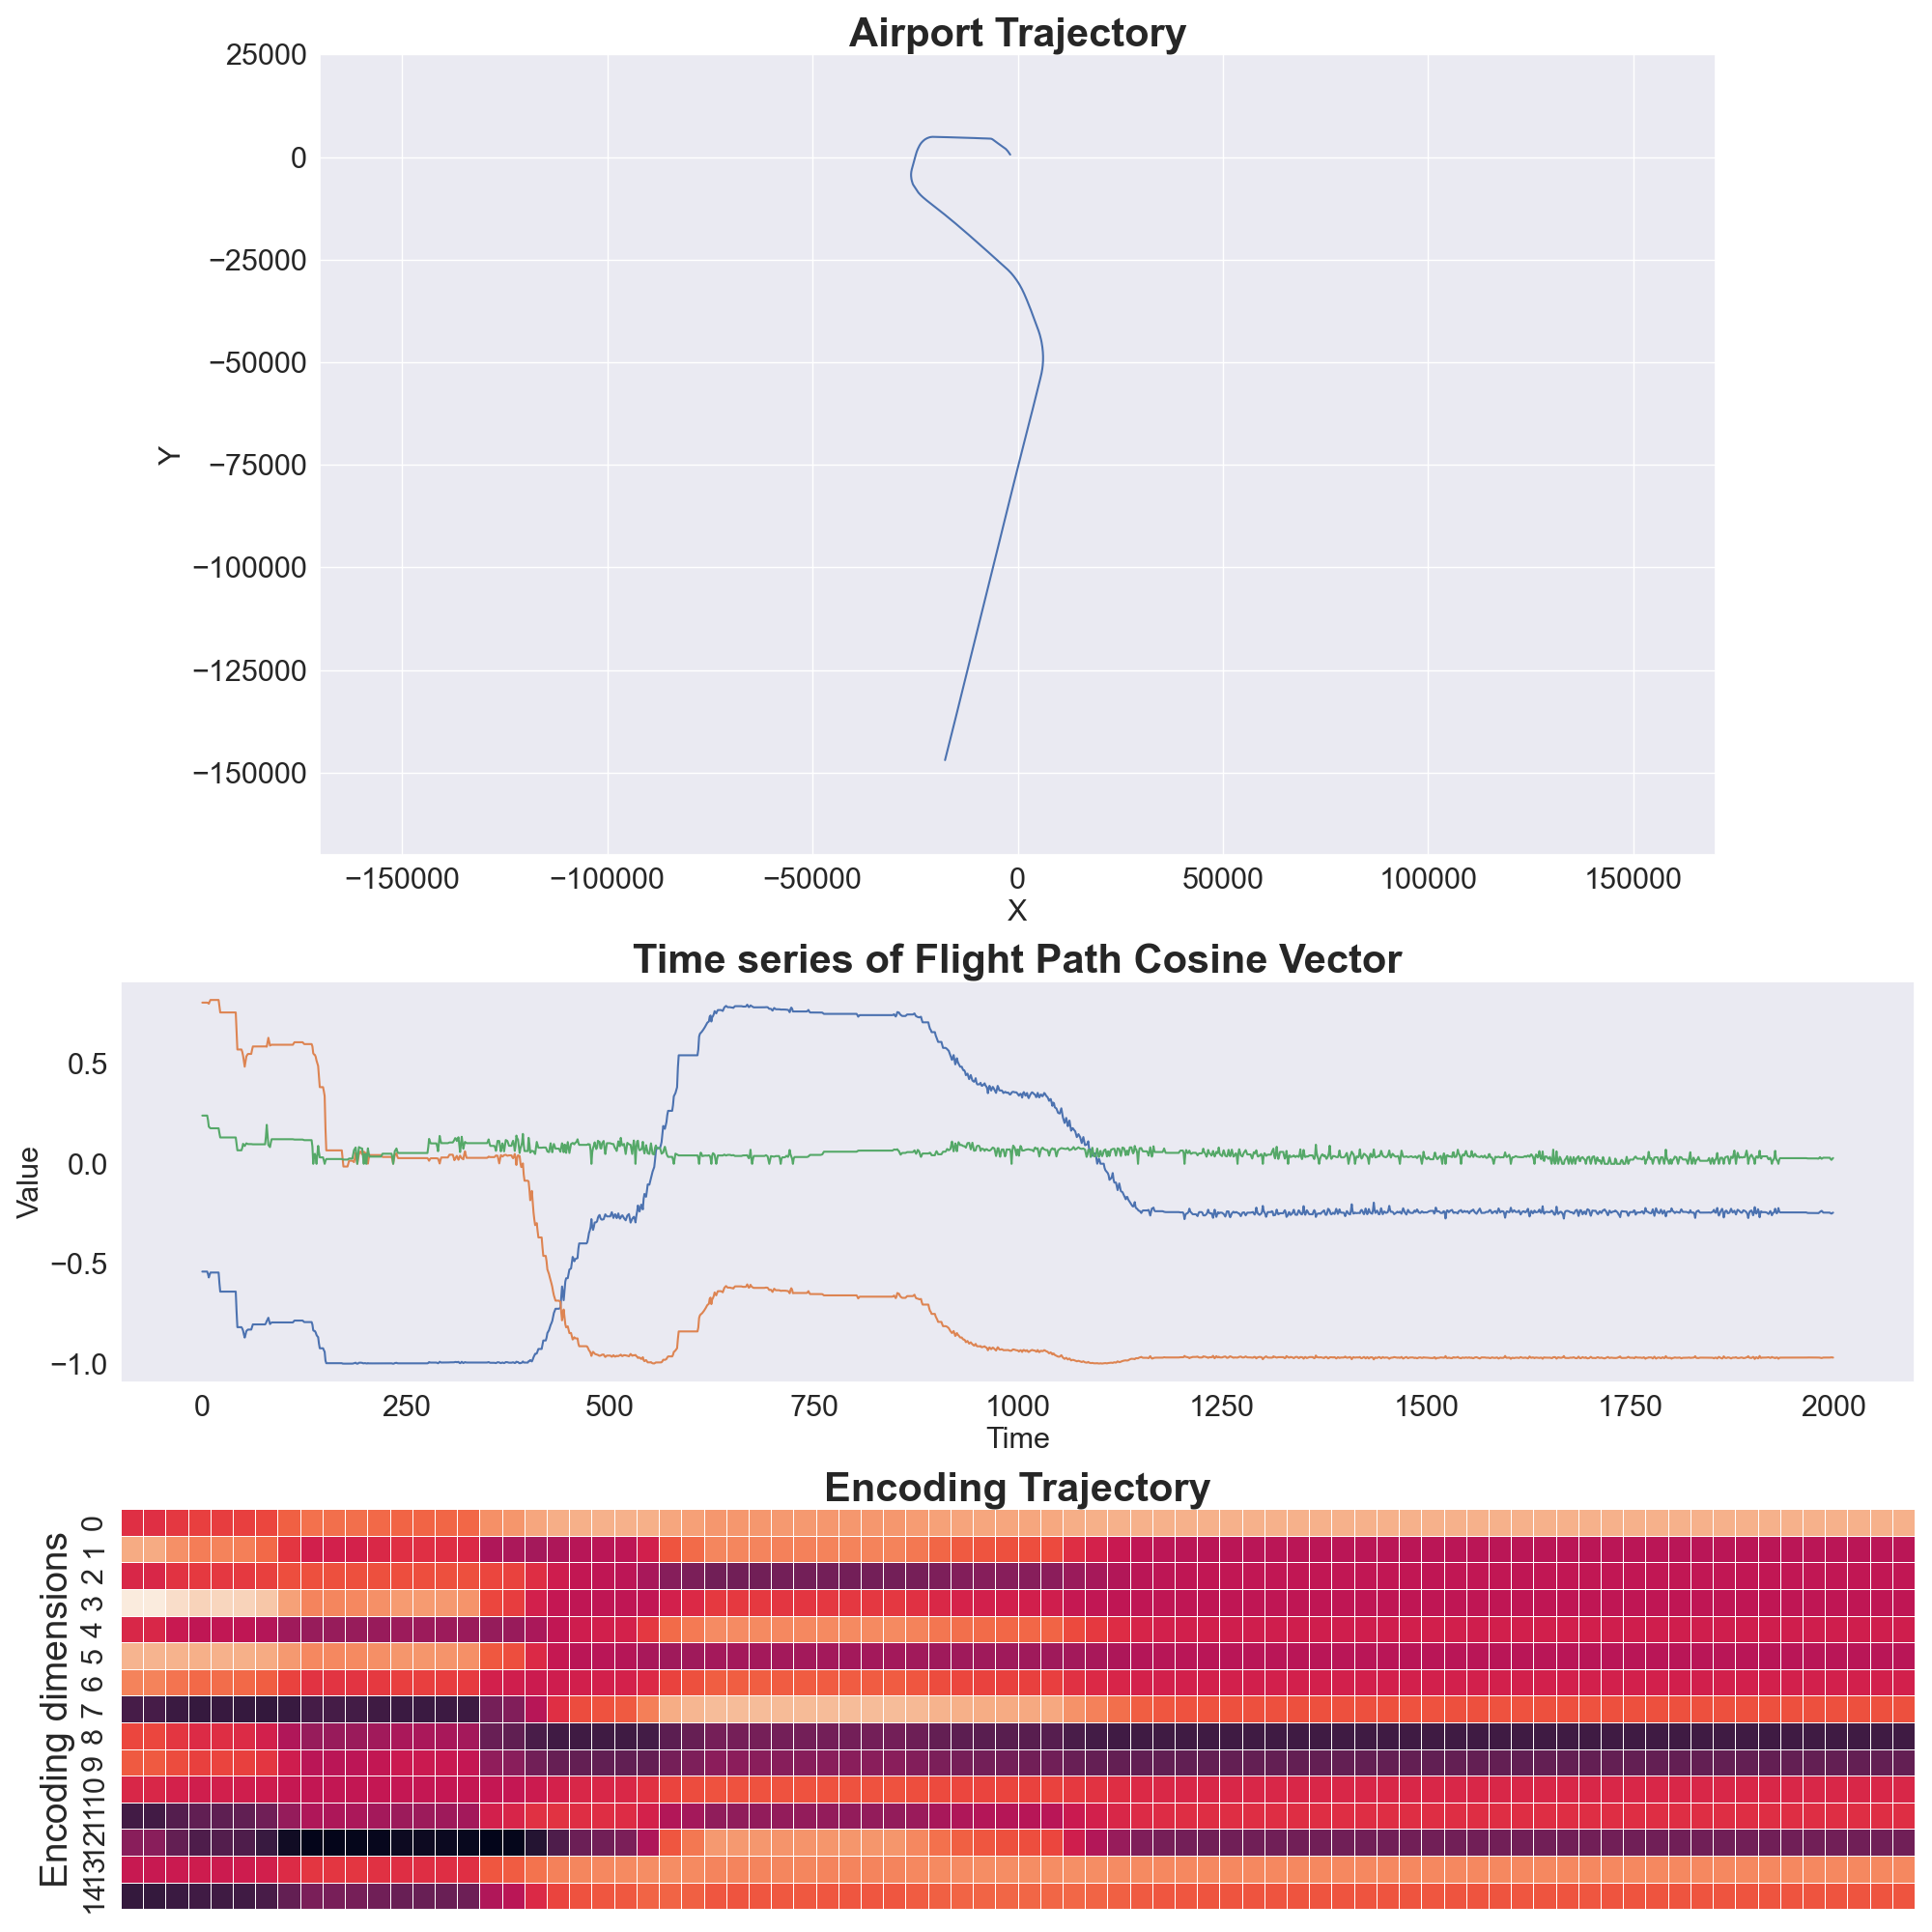 Airport Trajectory
25000
0
−25000
−50000
−75000
−100000
−125000
−150000
Y
−150000 −100000 −50000 0 50000 100000 150000
X
Time series of Flight Path Cosine Vector
0.5
0.0
−0.5
−1.0
Value
0 250 500 750 1000 1250 1500 1750 2000
Time
Encoding Trajectory
Encoding dimensions
0
1
2
3
4
5
6
7
8
9
10
11
12
13
14